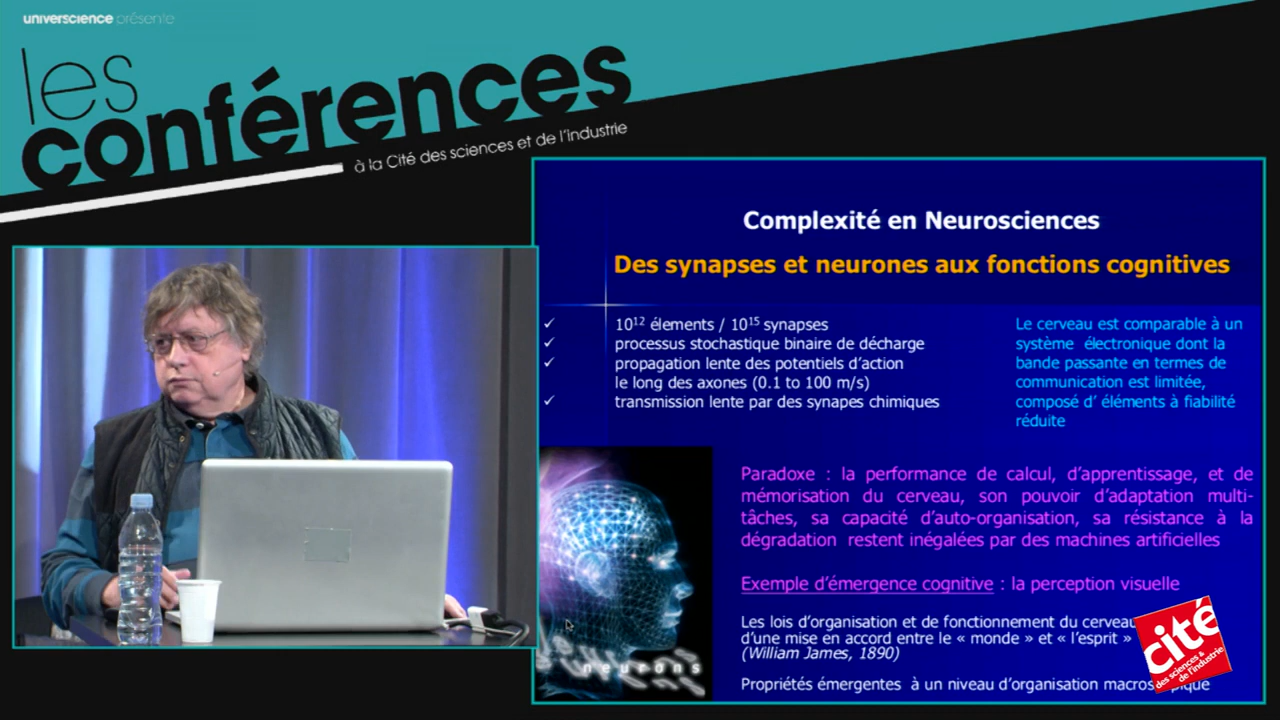 universcience présente
les
conférences
à la Cité des sciences et de l'industrie
Complexité en Neurosciences
Des synapses et neurones aux fonctions cognitives
✓ 10¹² élements / 10¹⁵ synapses
✓ processus stochastique binaire de décharge
✓ propagation lente des potentiels d'action
le long des axones (0.1 to 100 m/s)
✓ transmission lente par des synapes chimiques
Le cerveau est comparable à un
système électronique dont la
bande passante en termes de
communication est limitée,
composé d' éléments à fiabilité
réduite
Paradoxe : la performance de calcul, d'apprentissage, et de
mémorisation du cerveau, son pouvoir d'adaptation multi-
tâches, sa capacité d'auto-organisation, sa résistance à la
dégradation restent inégalées par des machines artificielles
Exemple d'émergence cognitive : la perception visuelle
Les lois d'organisation et de fonctionnement du cerveau
d'une mise en accord entre le « monde » et « l'esprit »
(William James, 1890)
Propriétés émergentes à un niveau d'organisation
neurons
cité
des sciences &
de l'industrie